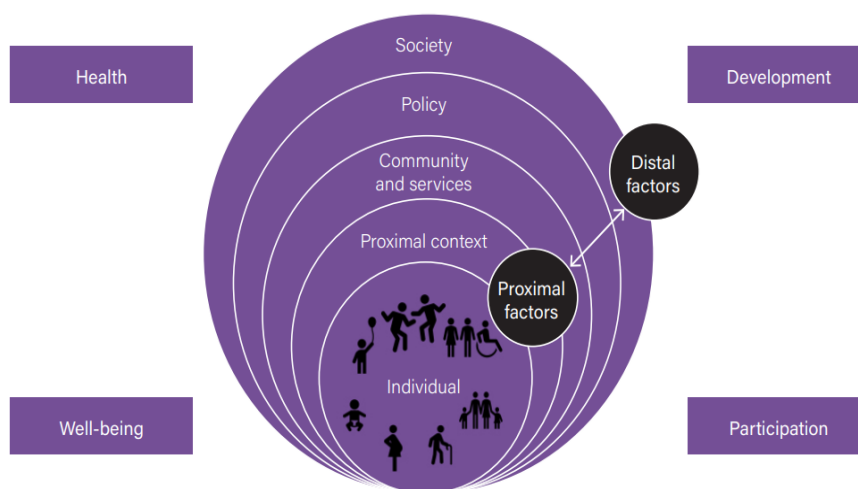 Society
Health
Development
Policy
Community
and services
Distal
factors
Proximal context
Proximal
factors
Individual
Well-being
Participation